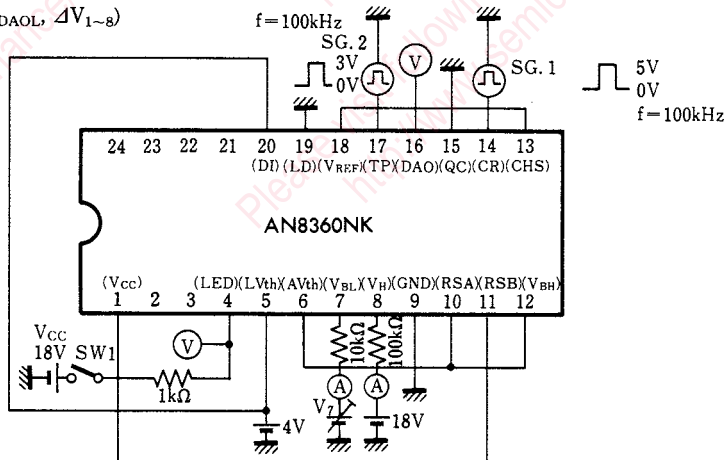 DAOL, ΔV1~8)
f=100kHz
SG. 2
3V
0V
V
SG. 1
5V
0V
f=100kHz
24 23 22 21 20 19 18 17 16 15 14 13
(DI) (LD) (VREF) (TP) (DAO) (QC) (CR) (CHS)
AN8360NK
(VCC) (LED) (LVth) (AVth) (VBL) (VH) (GND) (RSA) (RSB) (VBH)
1 2 3 4 5 6 7 8 9 10 11 12
VCC
18V SW1
V
1kΩ
10kΩ
100kΩ
A A
4V
V7
18V